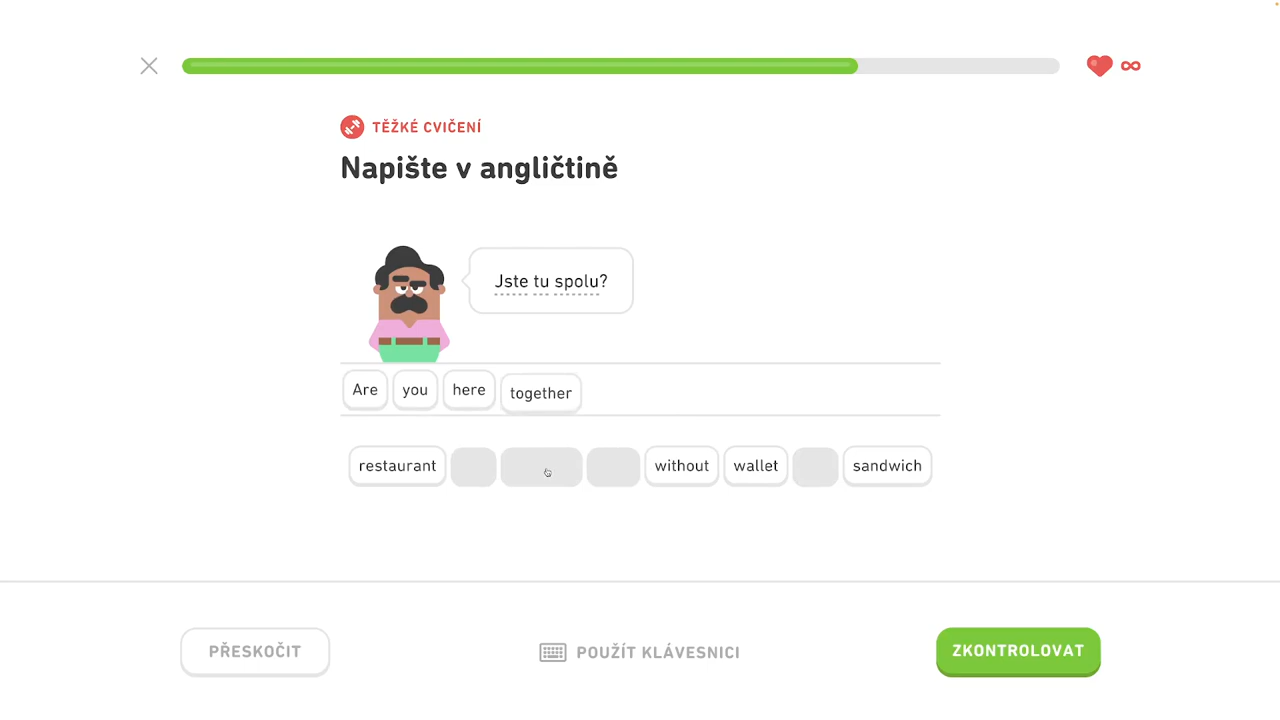 TĚŽKÉ CVIČENÍ
Napište v angličtině
Jste tu spolu?
Are you here together
restaurant without wallet sandwich
PŘESKOČIT POUŽÍT KLÁVESNICI ZKONTROLOVAT